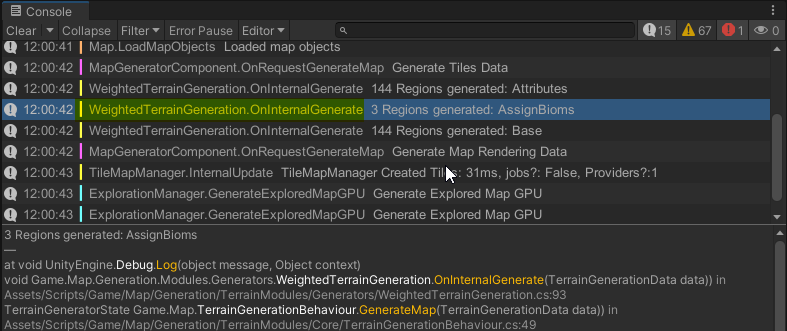 Console
Clear Collapse Filter Error Pause Editor 15 67 1 0
12:00:41 Map.LoadMapObjects Loaded map objects
12:00:42 MapGeneratorComponent.OnRequestGenerateMap Generate Tiles Data
12:00:42 WeightedTerrainGeneration.OnInternalGenerate 144 Regions generated: Attributes
12:00:42 WeightedTerrainGeneration.OnInternalGenerate 3 Regions generated: AssignBioms
12:00:42 WeightedTerrainGeneration.OnInternalGenerate 144 Regions generated: Base
12:00:42 MapGeneratorComponent.OnRequestGenerateMap Generate Map Rendering Data
12:00:43 TileMapManager.InternalUpdate TileMapManager Created : 31ms, jobs?: False, Providers?:1
12:00:43 ExplorationManager.GenerateExploredMapGPU Generate Explored Map GPU
12:00:43 ExplorationManager.GenerateExploredMapGPU Generate Explored Map GPU
3 Regions generated: AssignBioms
—
at void UnityEngine.Debug.Log(object message, Object context)
void Game.Map.Generation.Modules.Generators.WeightedTerrainGeneration.OnInternalGenerate(TerrainGenerationData data)) in
Assets/Scripts/Game/Map/Generation/TerrainModules/Generators/WeightedTerrainGeneration.cs:93
TerrainGeneratorState Game.Map.TerrainGenerationBehaviour.GenerateMap(TerrainGenerationData data)) in
Assets/Scripts/Game/Map/Generation/TerrainModules/Core/TerrainGenerationBehaviour.cs:49